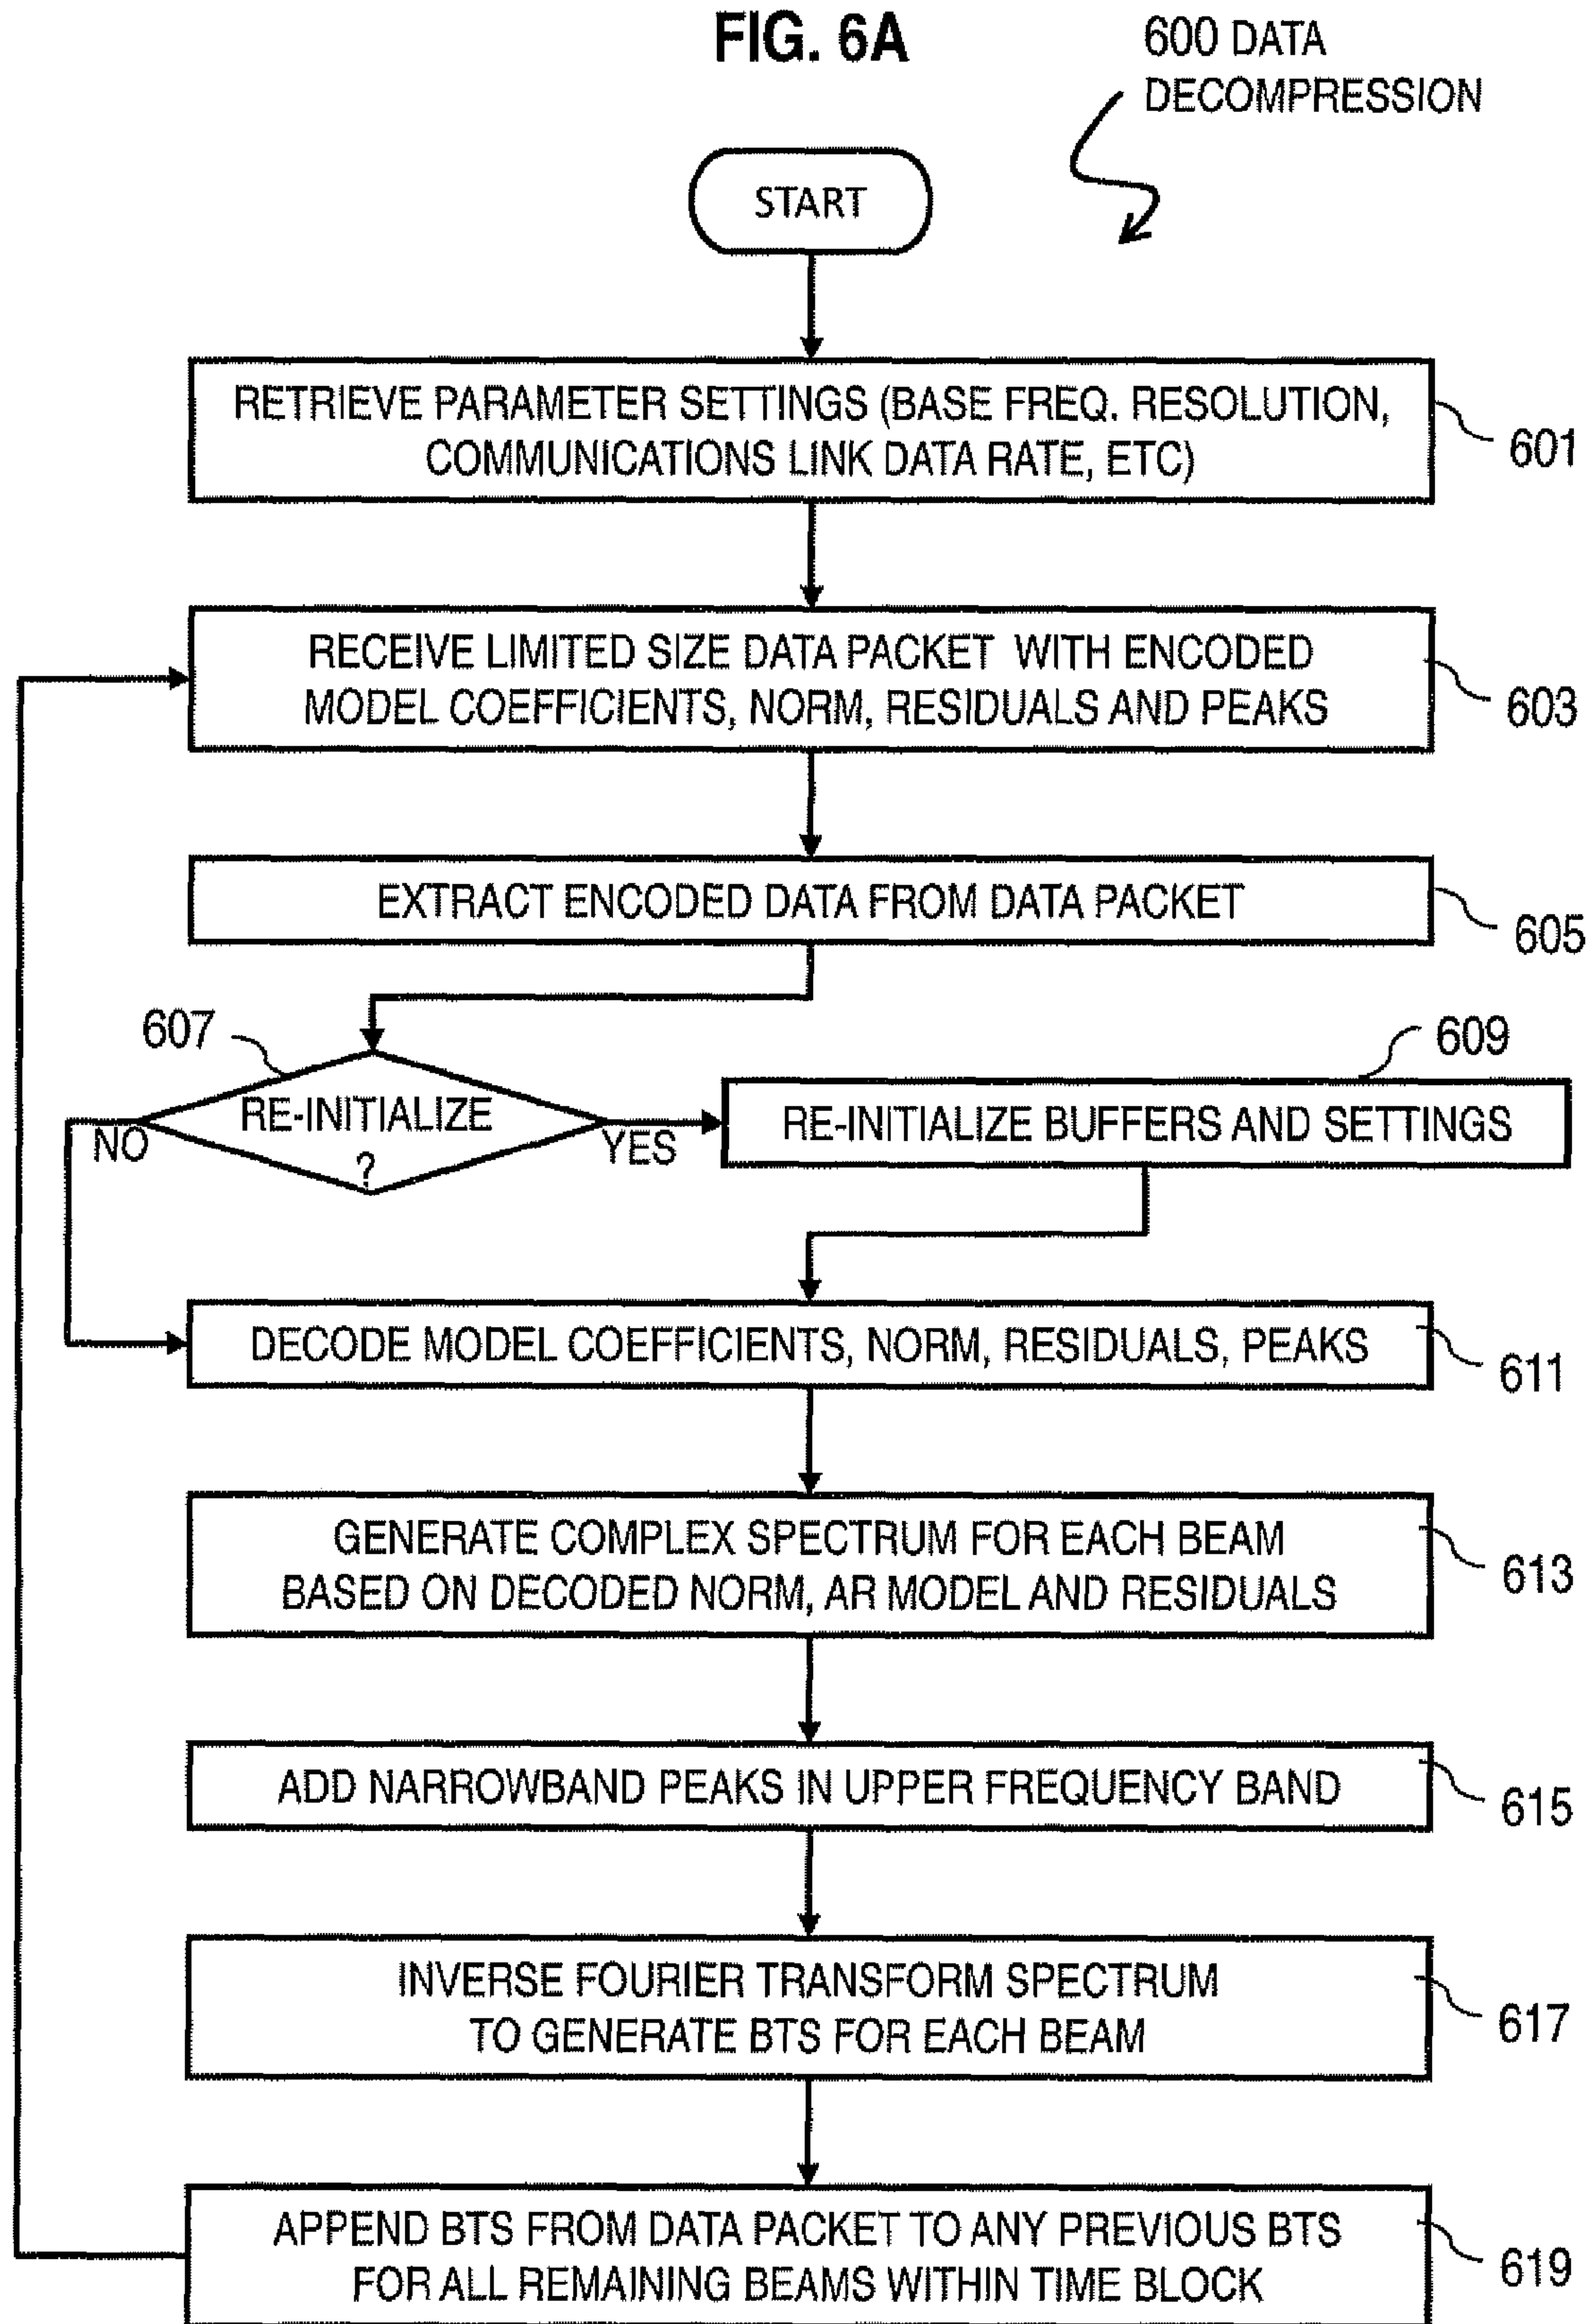 FIG. 6A
600 DATA
DECOMPRESSION
START
RETRIEVE PARAMETER SETTINGS (BASE FREQ. RESOLUTION,
COMMUNICATIONS LINK DATA RATE, ETC)
601
RECEIVE LIMITED SIZE DATA PACKET WITH ENCODED
MODEL COEFFICIENTS, NORM, RESIDUALS AND PEAKS
603
EXTRACT ENCODED DATA FROM DATA PACKET
605
607
RE-INITIALIZE
?
NO
YES
609
RE-INITIALIZE BUFFERS AND SETTINGS
DECODE MODEL COEFFICIENTS, NORM, RESIDUALS, PEAKS
611
GENERATE COMPLEX SPECTRUM FOR EACH BEAM
BASED ON DECODED NORM, AR MODEL AND RESIDUALS
613
ADD NARROWBAND PEAKS IN UPPER FREQUENCY BAND
615
INVERSE FOURIER TRANSFORM SPECTRUM
TO GENERATE BTS FOR EACH BEAM
617
APPEND BTS FROM DATA PACKET TO ANY PREVIOUS BTS
FOR ALL REMAINING BEAMS WITHIN TIME BLOCK
619